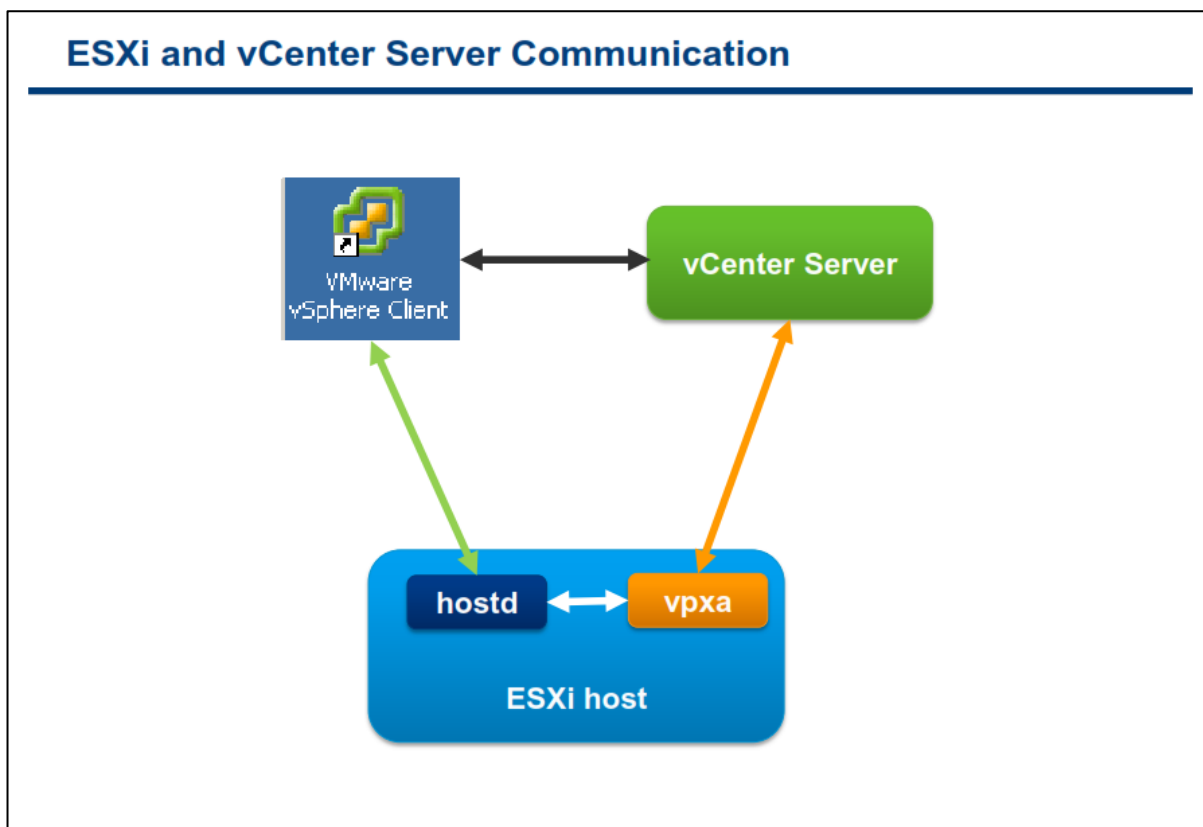 ESXi and vCenter Server Communication
VMware
vSphere Client
vCenter Server
hostd
vpxa
ESXi host